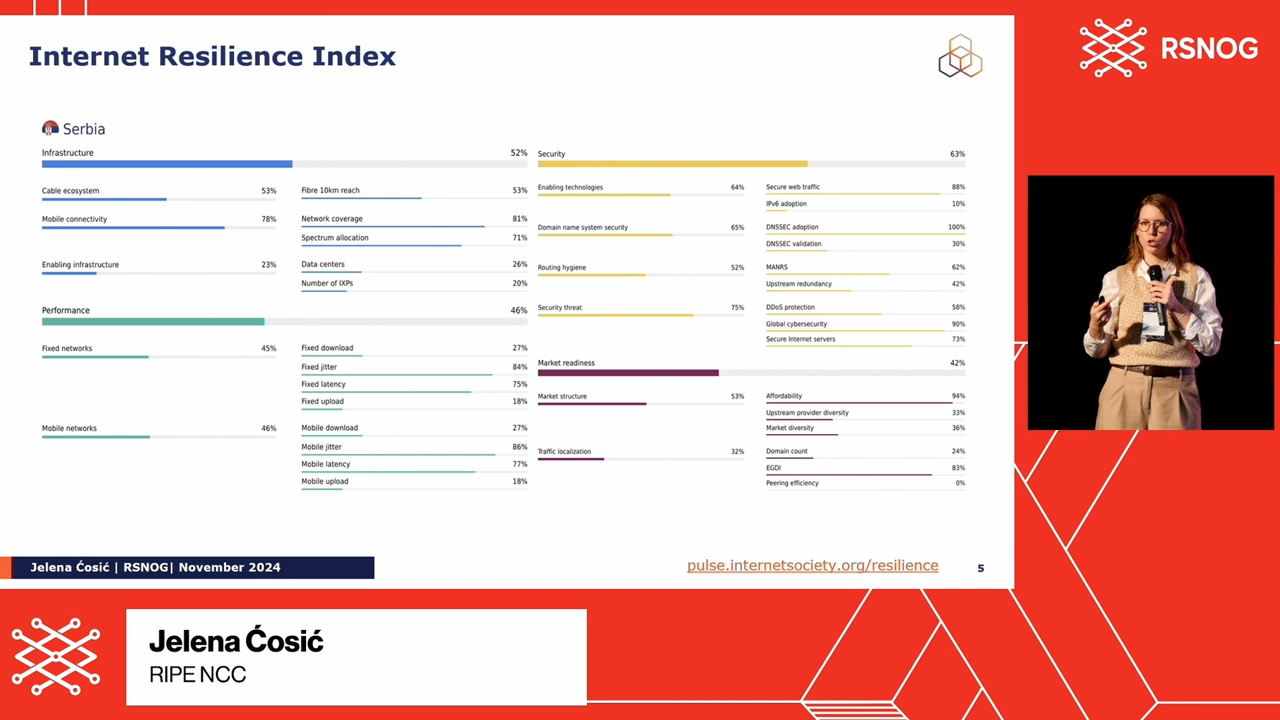 Internet Resilience Index
RSNOG
Serbia
Infrastructure 52%
Cable ecosystem 53%
Fibre 10km reach 53%
Mobile connectivity 78%
Network coverage 81%
Spectrum allocation 71%
Enabling infrastructure 23%
Data centers 26%
Number of IXPs 20%
Performance 46%
Fixed networks 45%
Fixed download 27%
Fixed jitter 84%
Fixed latency 75%
Fixed upload 18%
Mobile networks 46%
Mobile download 27%
Mobile jitter 86%
Mobile latency 77%
Mobile upload 18%
Security 63%
Enabling technologies 64%
Secure web traffic 88%
IPv6 adoption 10%
Domain name system security 65%
DNSSEC adoption 100%
DNSSEC validation 30%
Routing hygiene 52%
MANRS 62%
Upstream redundancy 42%
Security threat 75%
DDoS protection 58%
Global cybersecurity 90%
Secure Internet servers 73%
Market readiness 42%
Market structure 53%
Affordability 94%
Upstream provider diversity 33%
Market diversity 36%
Traffic localization 32%
Domain count 24%
EGDI 83%
Peering efficiency 0%
Jelena Ćosić | RSNOG| November 2024
pulse.internetsociety.org/resilience
5
Jelena Ćosić
RIPE NCC